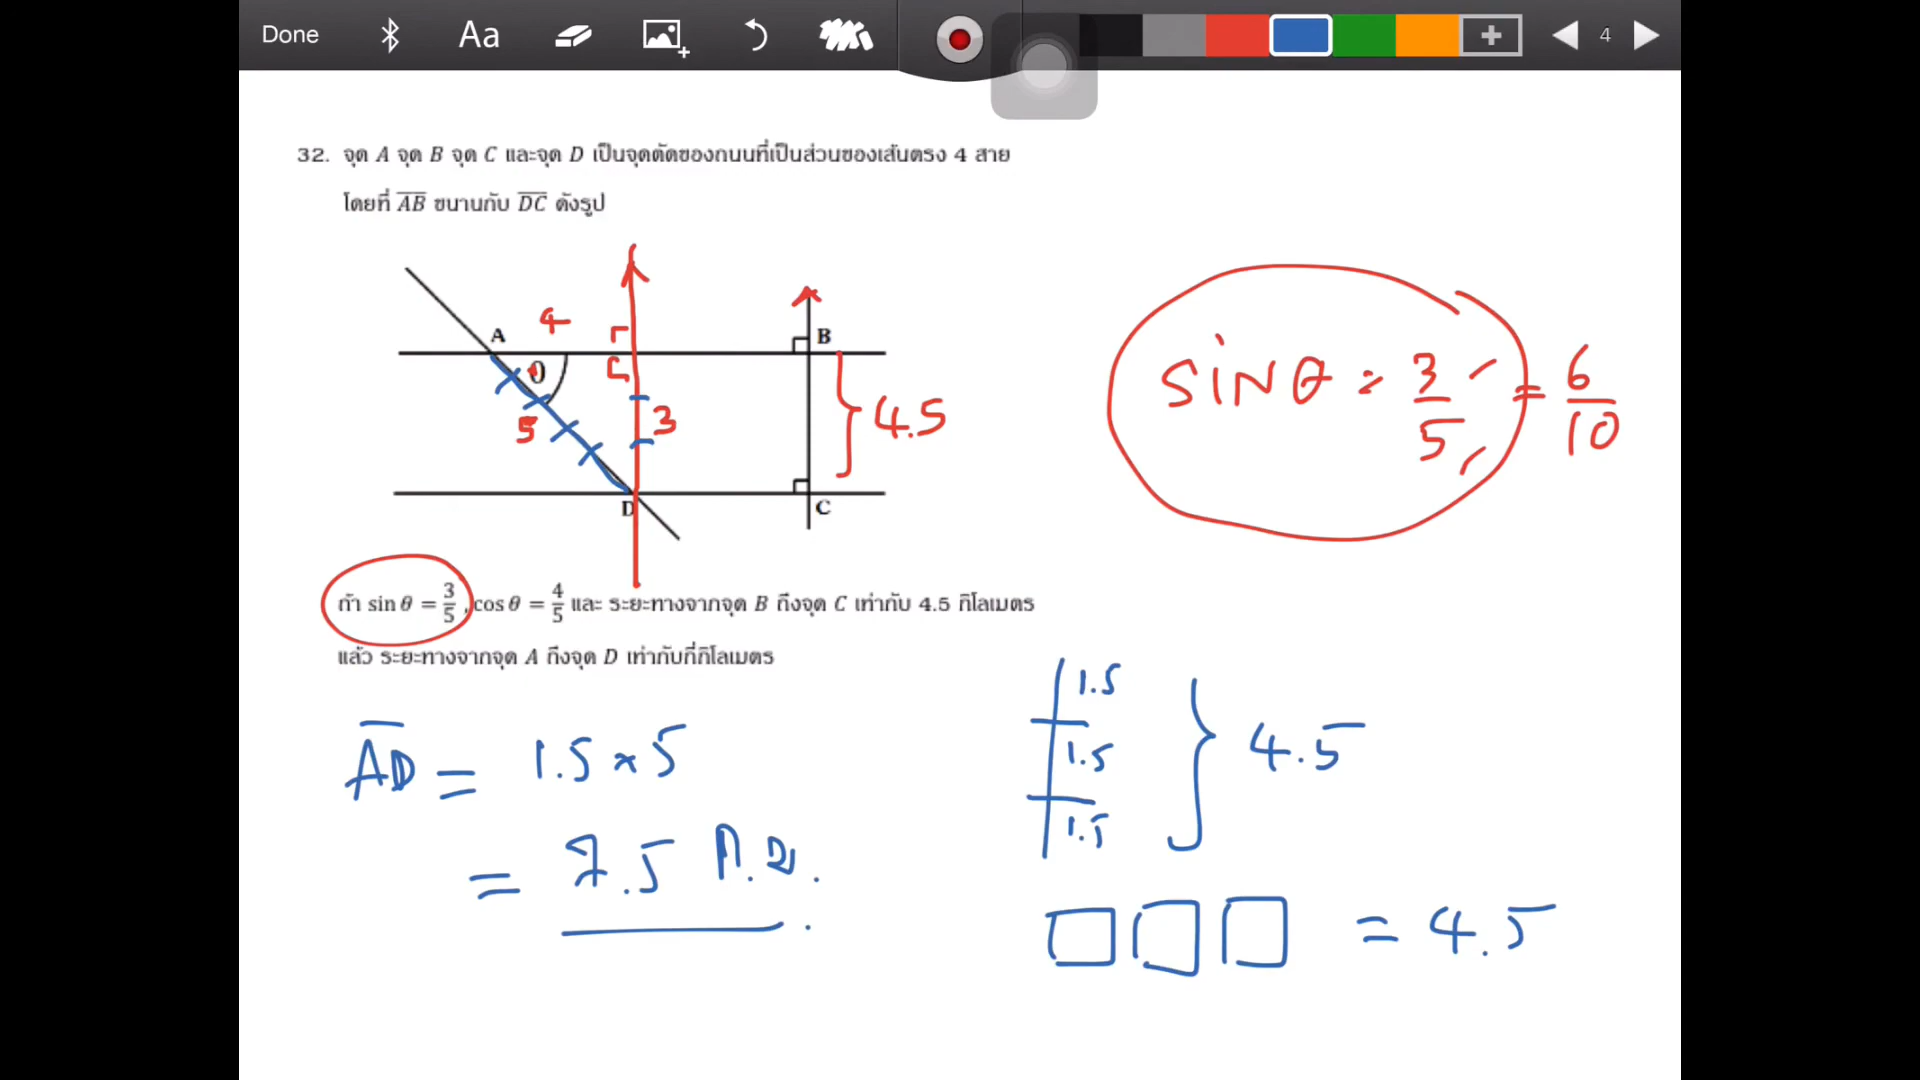 Done Aa 4
32. จุด A จุด B จุด C และจุด D เป็นจุดตัดของถนนที่เป็นส่วนของเส้นตรง 4 สาย
โดยที่ AB ขนานกับ DC ดังรูป
4
A θ B
5 3 4.5
D C
sinθ = 3/5 = 6/10
ถ้า sin θ = 3/5 , cos θ = 4/5 และ ระยะทางจากจุด B ถึงจุด C เท่ากับ 4.5 กิโลเมตร
แล้ว ระยะทางจากจุด A ถึงจุด D เท่ากับกี่กิโลเมตร
AD = 1.5 × 5
= 7.5 ก.ม.
1.5
1.5 4.5
1.5
= 4.5